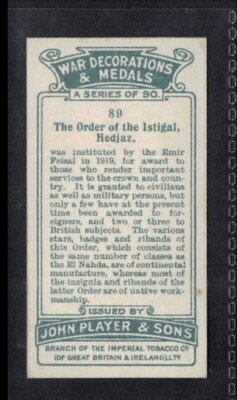 WAR DECORATIONS
& MEDALS
A SERIES OF 90.
89
The Order of the Istigal,
Hedjaz,
was instituted by the Emir
Feisal in 1919, for award to
those who render important
services to the crown and coun-
try. It is granted to civilians
as well as military persons, but
only a few have at the present
time been awarded to for-
eigners, and two or three to
British subjects. The various
stars, badges and ribands of
this Order, which consists of
the same number of classes as
the El Nahda, are of continental
manufacture, whereas most of
the insignia and ribands of the
latter Order are of native work-
manship.
ISSUED BY
JOHN PLAYER & SONS
BRANCH OF THE IMPERIAL TOBACCO Cº
(OF GREAT BRITAIN & IRELAND), LTD